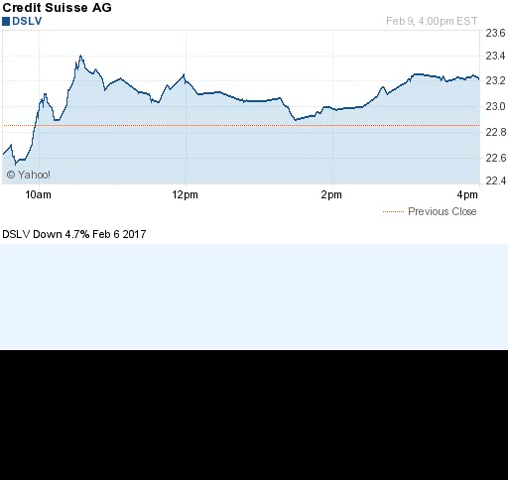 Credit Suisse AG
DSLV
Feb 9, 4:00pm EST
23.6
23.4
23.2
23.0
22.8
22.6
22.4
© Yahoo!
10am 12pm 2pm 4pm
Previous Close
DSLV Down 4.7% Feb 6 2017